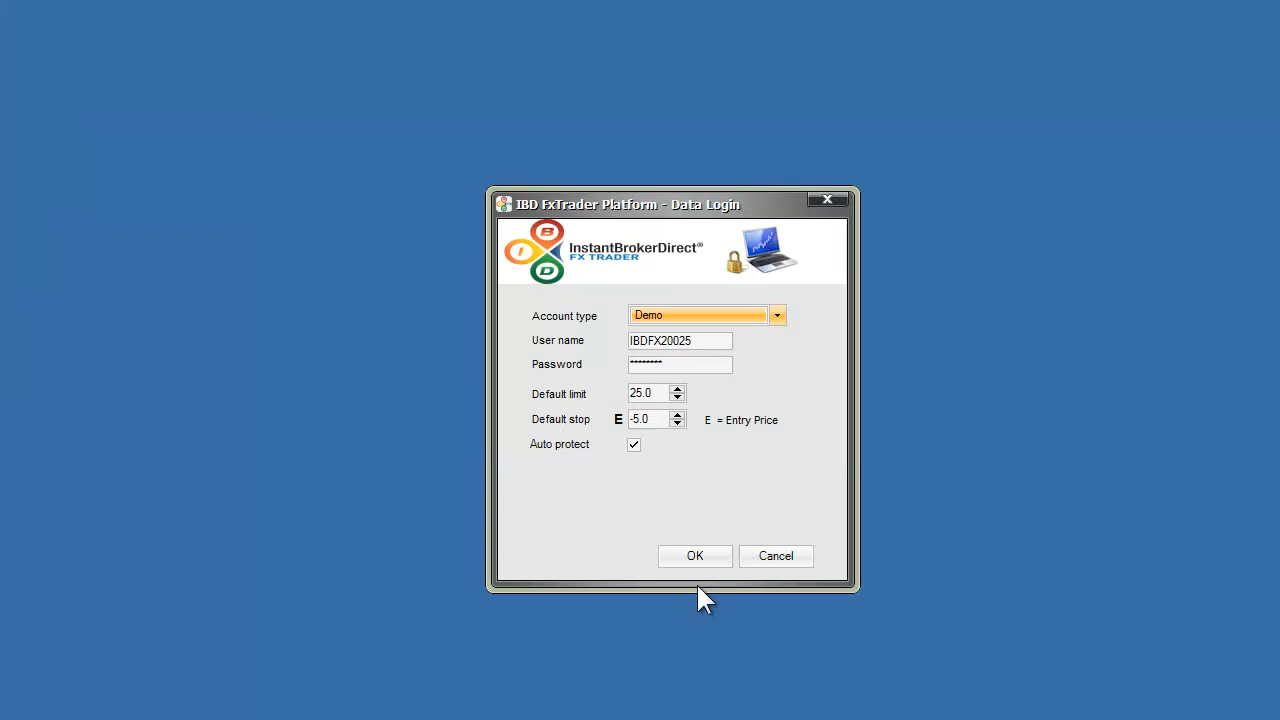 IBD FxTrader Platform - Data Login
B
I
D
InstantBrokerDirect®
FX TRADER
Account type Demo
User name IBDFX20025
Password ********
Default limit 25.0
Default stop E -5.0 E = Entry Price
Auto protect
OK Cancel